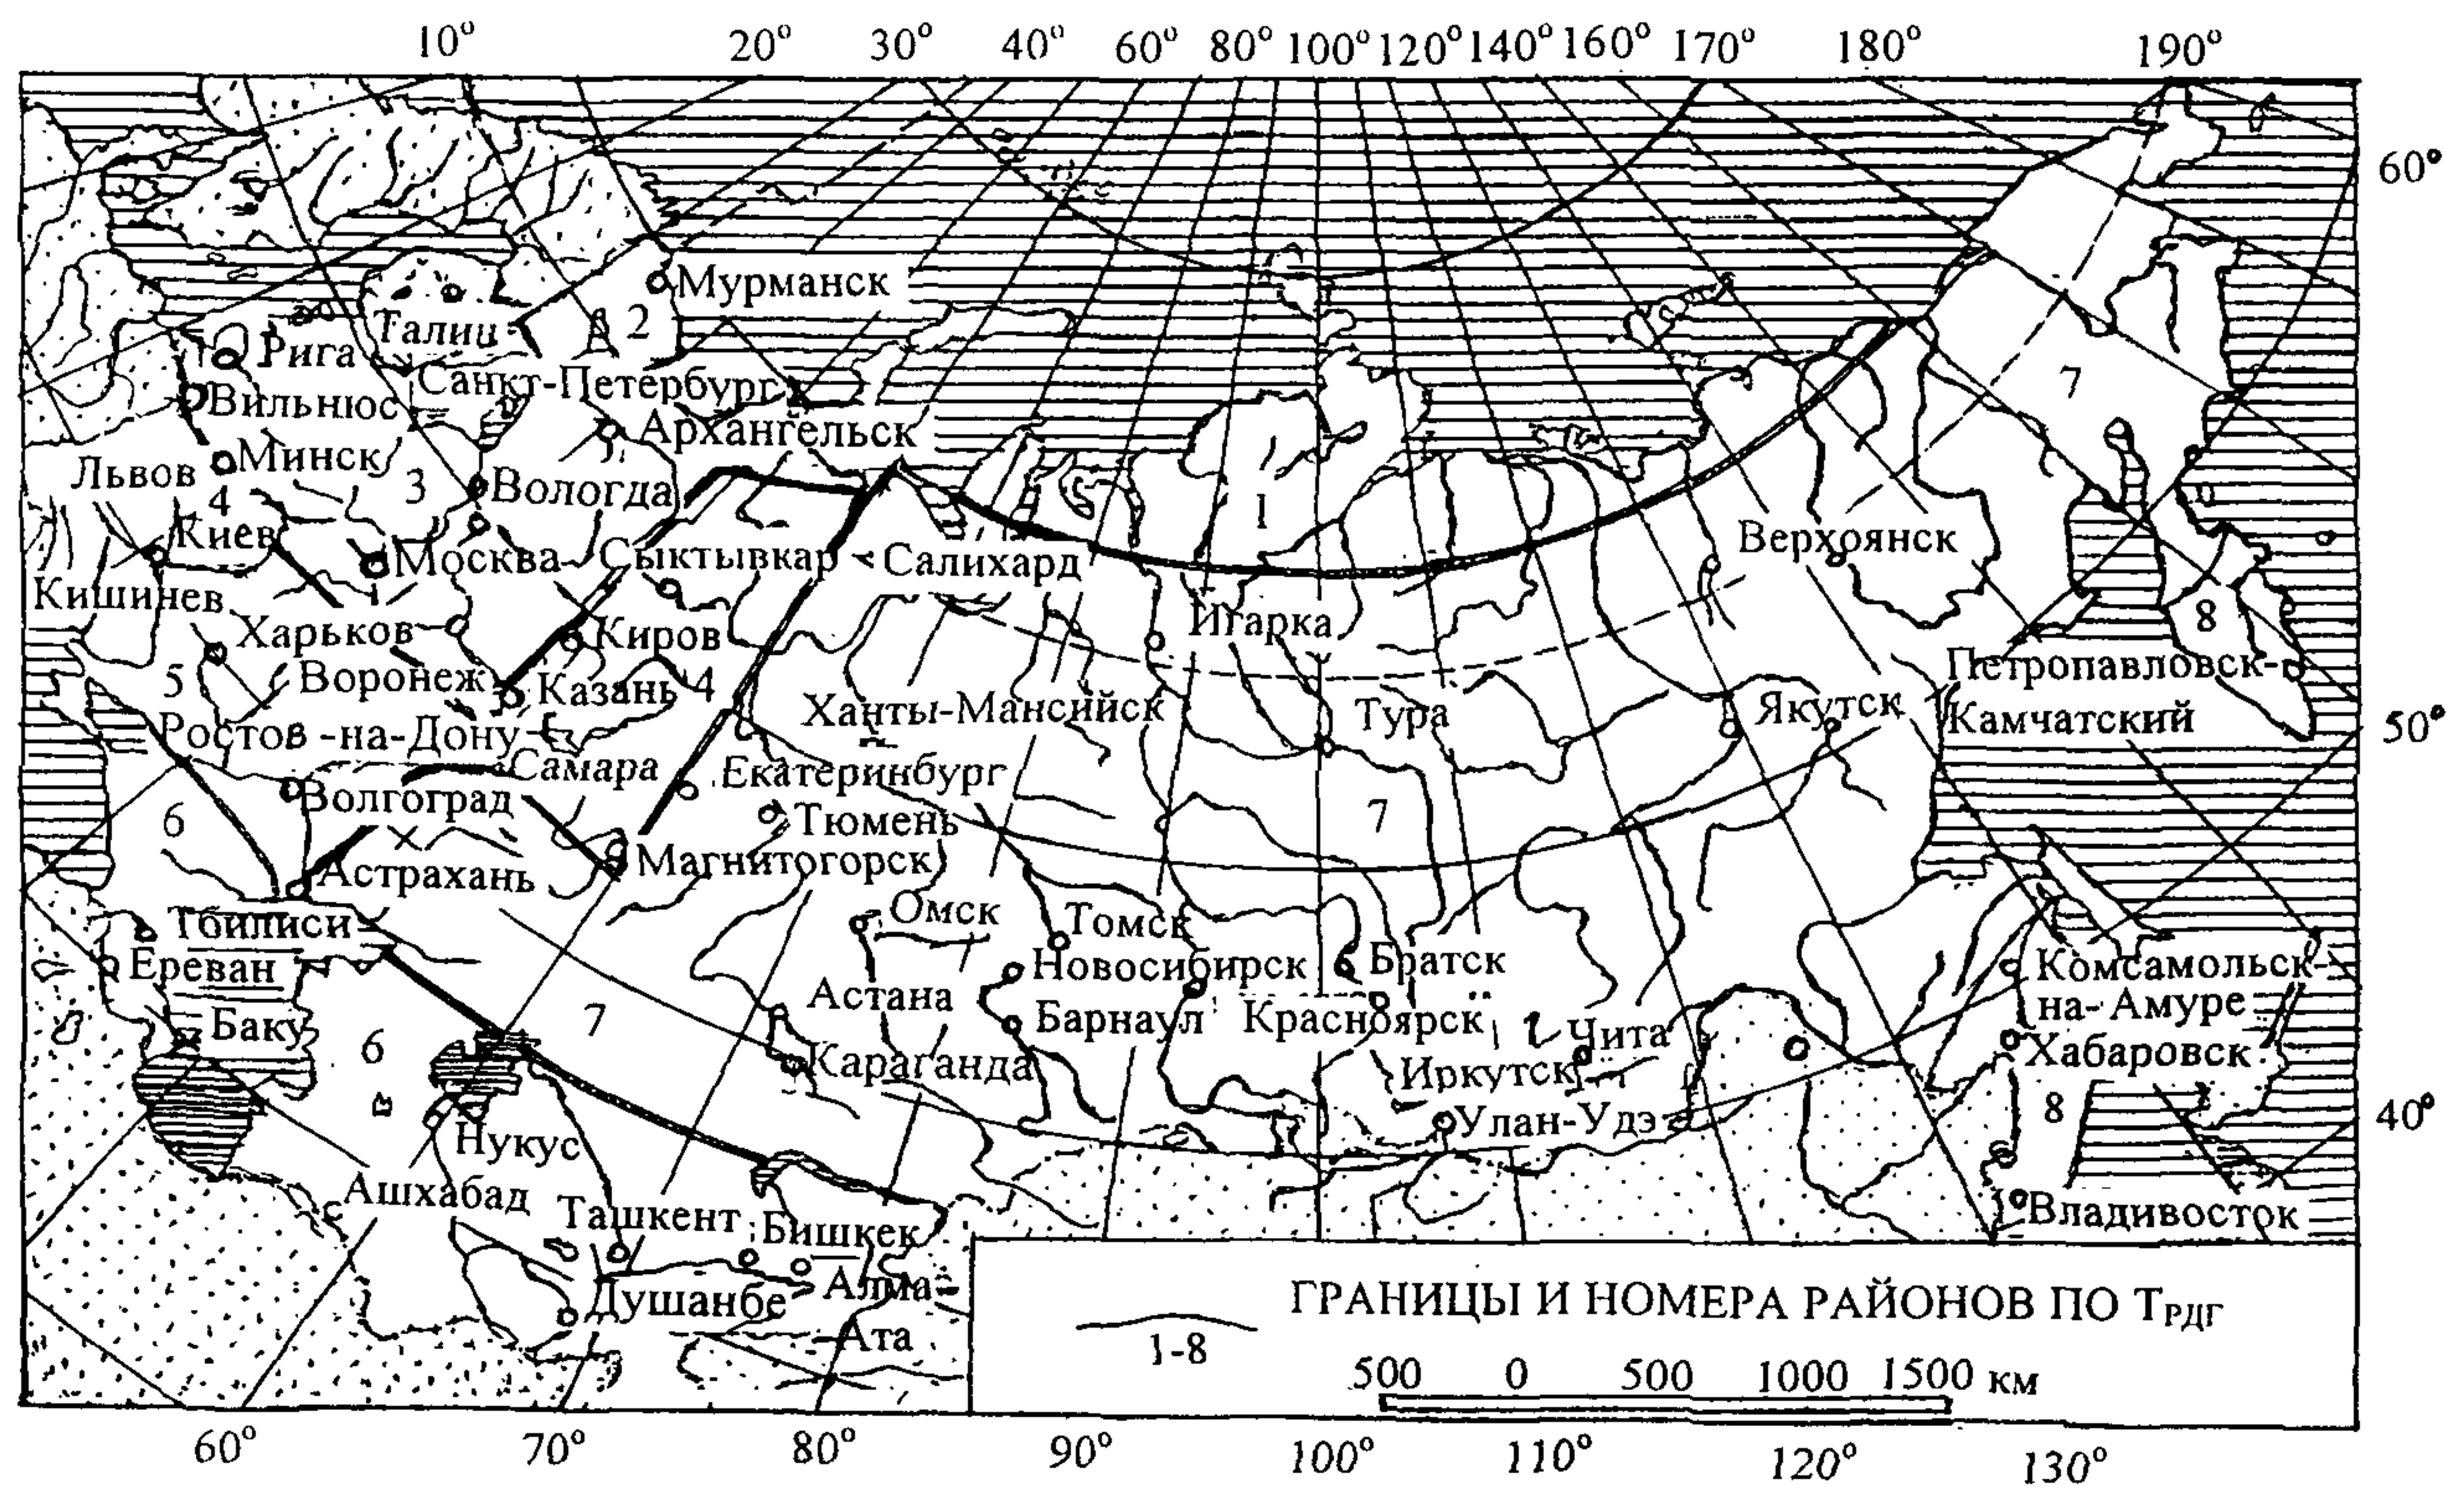 10° 20° 30° 40° 60° 80° 100° 120° 140° 160° 170° 180° 190°
60°
Мурманск
2
Талиц
Рига
Санкт-Петербург
7
Вильнюс
Архангельск
Минск
Львов
3
Вологда
4
1
Киев
Верхоянск
Москва
Сыктывкар
Салихард
Кишинев
8
Харьков
Киров
Игарка
Петропавловск-
Камчатский
5
Воронеж
Казань
4
Ханты-Мансийск
Тура
Якутск
50°
Ростов-на-Дону
Самара
Екатеринбург
Волгоград
6
Тюмень
7
Магнитогорск
Астрахань
Омск
Томск
Тбилиси
Ереван
Новосибирск
Братск
Комсамольск-
на-Амуре
Астана
Баку
7
Барнаул
Красноярск
Чита
6
Хабаровск
Караганда
Иркутск
8
40°
Нукус
Улан-Удэ
Ашхабад
Ташкент
Бишкек
Владивосток
Душанбе
Алма-
Ата
ГРАНИЦЫ И НОМЕРА РАЙОНОВ ПО ТРДГ
1-8
500 0 500 1000 1500 км
60° 70° 80° 90° 100° 110° 120° 130°